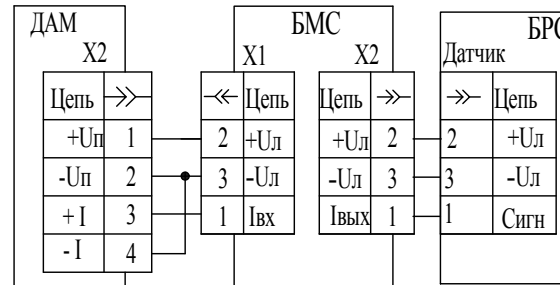 ДАМ БМС БРС
X2 X1 X2 Датчик
Цепь Цепь Цепь Цепь
+Uп 1 2 +Uл +Uл 2 2 +Uл
-Uп 2 3 -Uл -Uл 3 3 -Uл
+ I 3 1 Iвх Iвых 1 1 Сигн
- I 4